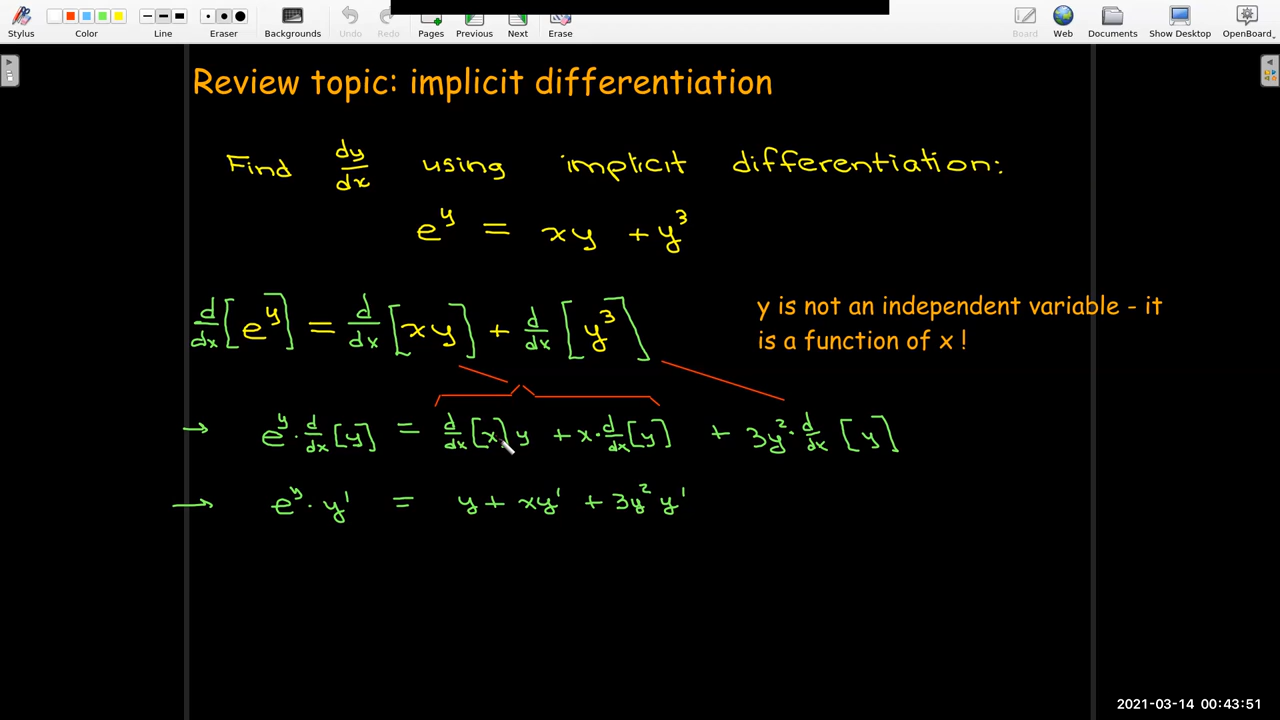 Stylus Color Line Eraser Backgrounds Undo Redo Pages Previous Next Erase Board Web Documents Show Desktop OpenBoard
Review topic: implicit differentiation
Find dy/dx using implicit differentiation:
e^y = xy + y^3
d/dx [e^y] = d/dx [xy] + d/dx [y^3]
y is not an independent variable - it
is a function of x !
→ e^y · d/dx [y] = d/dx [x] y + x · d/dx [y] + 3y^2 · d/dx [y]
→ e^y · y' = y + xy' + 3y^2 y'
2021-03-14 00:43:51